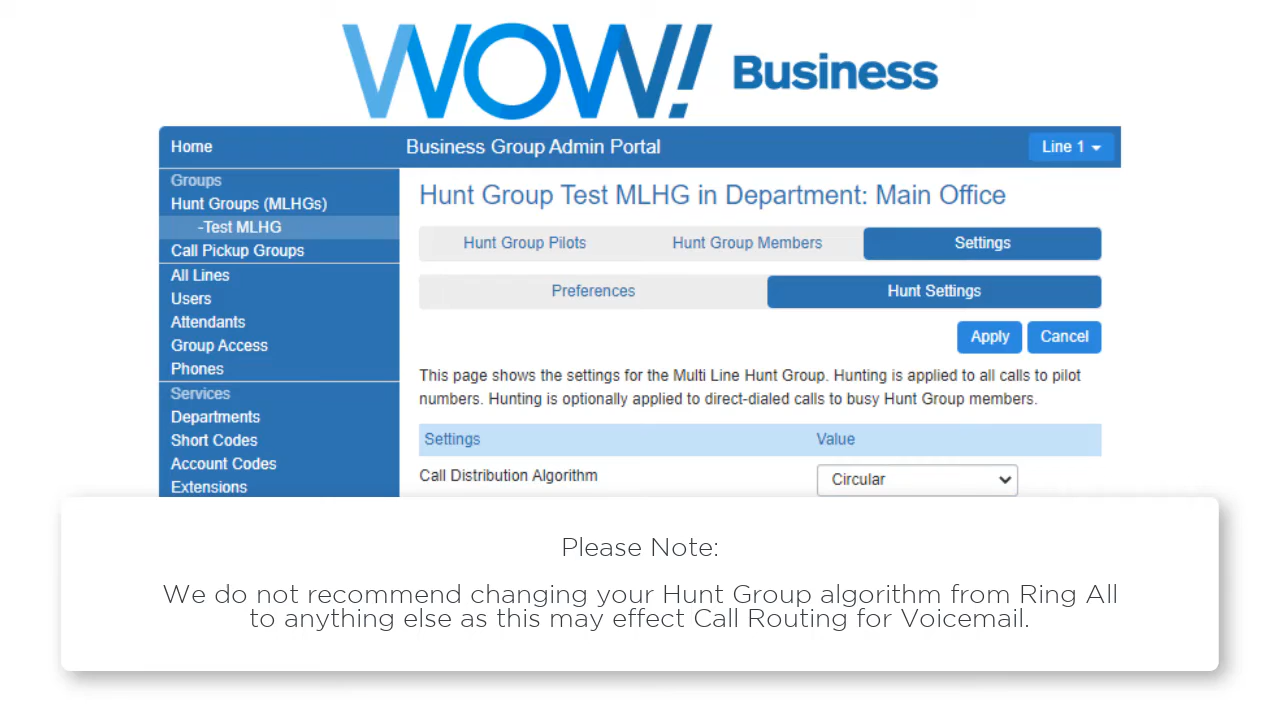 WOW! Business
Home
Business Group Admin Portal
Line 1
Groups
Hunt Groups (MLHGs)
-Test MLHG
Call Pickup Groups
All Lines
Users
Attendants
Group Access
Phones
Services
Departments
Short Codes
Account Codes
Extensions
Hunt Group Test MLHG in Department: Main Office
Hunt Group Pilots
Hunt Group Members
Settings
Preferences
Hunt Settings
Apply
Cancel
This page shows the settings for the Multi Line Hunt Group. Hunting is applied to all calls to pilot
numbers. Hunting is optionally applied to direct-dialed calls to busy Hunt Group members.
Settings
Value
Call Distribution Algorithm
Circular
Please Note:
We do not recommend changing your Hunt Group algorithm from Ring All
to anything else as this may effect Call Routing for Voicemail.